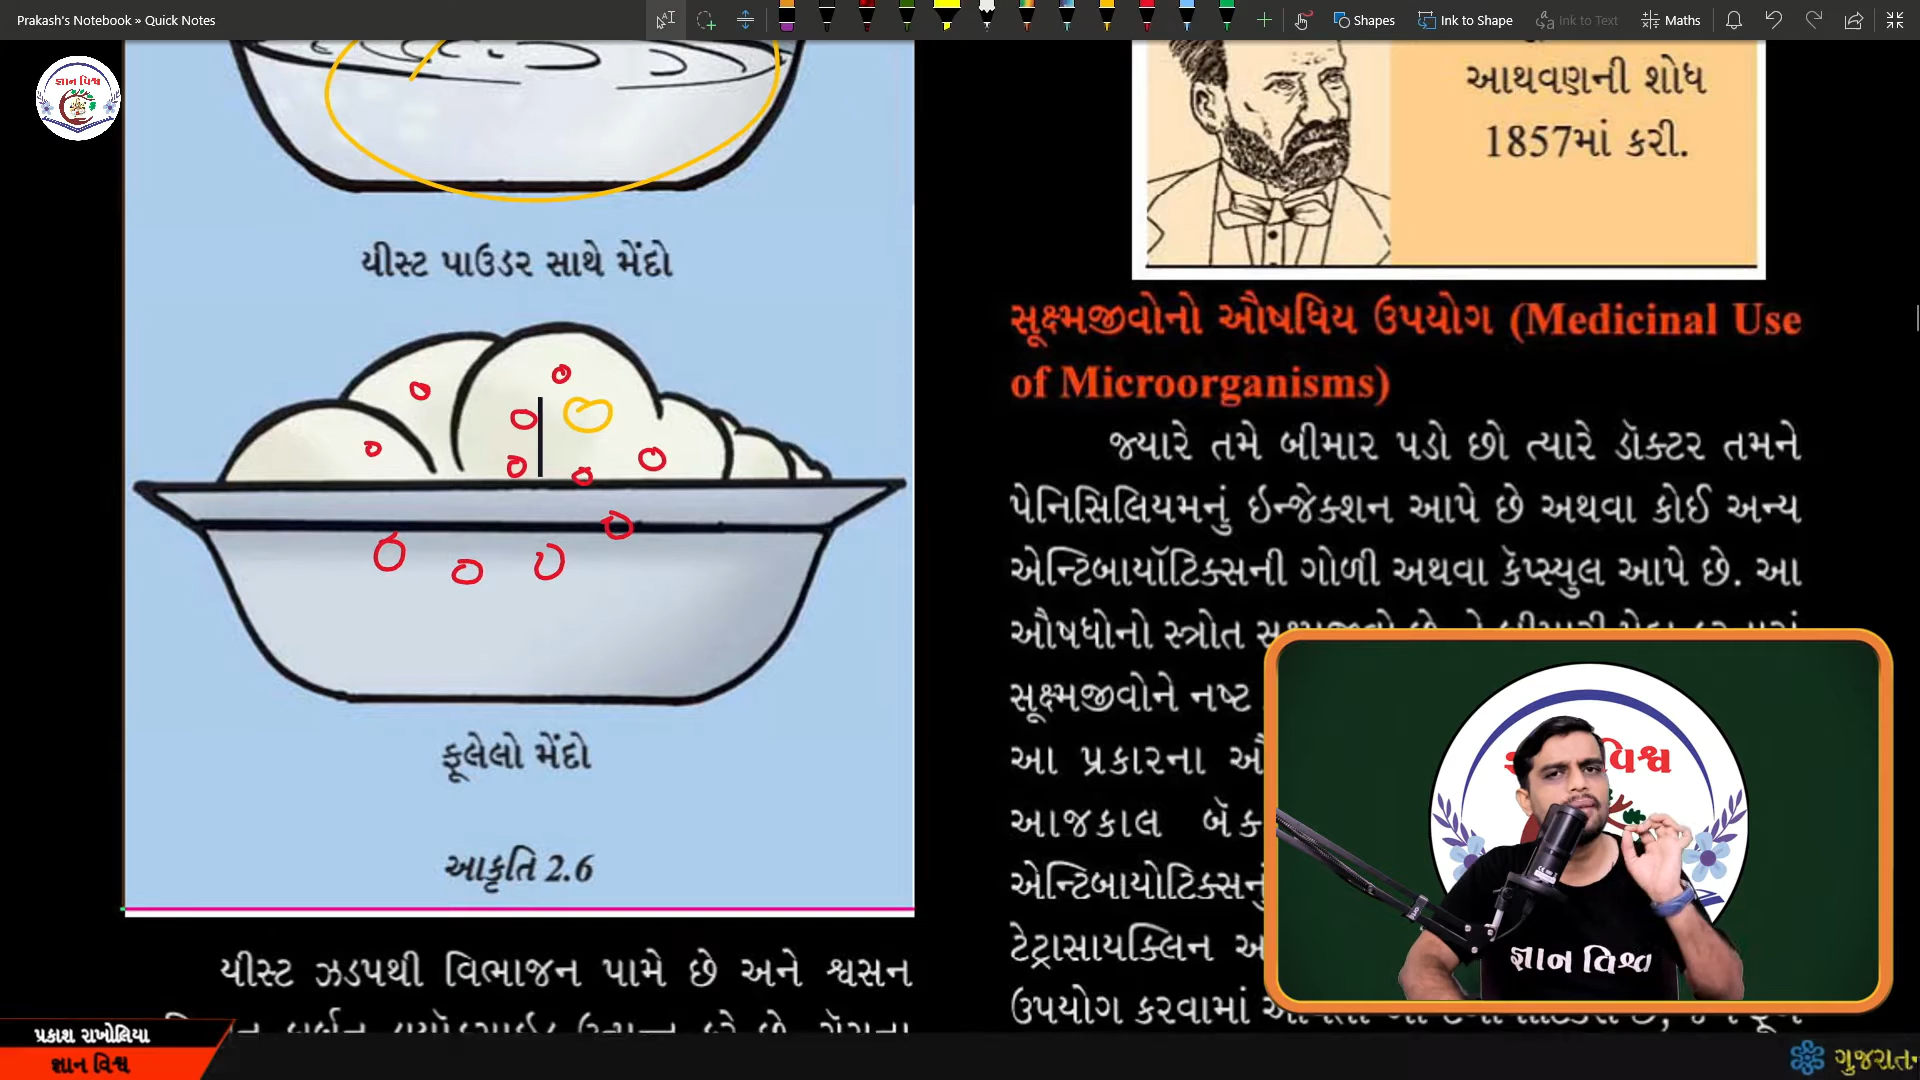 Prakash's Notebook » Quick Notes
Shapes
Ink to Shape
Ink to Text
Maths
જ્ઞાન વિશ્વ
યીસ્ટ પાઉડર સાથે મેંદો
ફૂલેલો મેંદો
આકૃતિ 2.6
યીસ્ટ ઝડપથી વિભાજન પામે છે અને શ્વસન
આથવણની શોધ
1857માં કરી.
સૂક્ષ્મજીવોનો ઔષધિય ઉપયોગ (Medicinal Use
of Microorganisms)
જ્યારે તમે બીમાર પડો છો ત્યારે ડૉક્ટર તમને
પેનિસિલિયમનું ઇન્જેક્શન આપે છે અથવા કોઈ અન્ય
એન્ટિબાયૉટિક્સની ગોળી અથવા કૅપ્સ્યુલ આપે છે. આ
ઔષધોનો સ્ત્રોત
સૂક્ષ્મજીવોને નષ્ટ
આ પ્રકારના
આજકાલ
એન્ટિબાયોટિક્સનું
ટેટ્રાસાયક્લિન
ઉપયોગ કરવામાં
જ્ઞાન વિશ્વ
પ્રકાશ રાખોલિયા
જ્ઞાન વિશ્વ
ગુજરાત